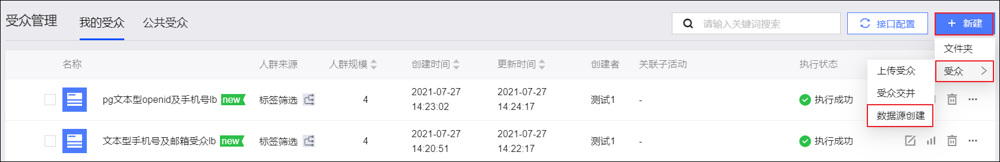 受众管理
我的受众
公共受众
请输入关键词搜索
接口配置
+ 新建
文件夹
受众
上传受众
受众交并
数据源创建
名称
人群来源
人群规模
创建时间
更新时间
创建者
关联子活动
执行状态
pg文本型openid及手机号lb new
标签筛选
4
2021-07-27
14:23:02
2021-07-27
14:24:17
测试1
-
执行成功
文本型手机号及邮箱受众lb new
标签筛选
4
2021-07-27
14:20:51
2021-07-27
14:22:17
测试1
-
执行成功